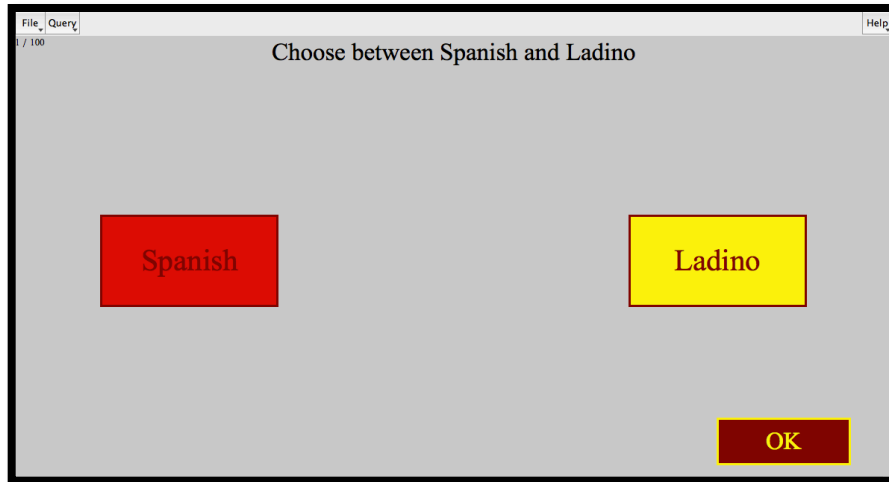 File Query Help
1 / 100
Choose between Spanish and Ladino
Spanish Ladino
OK